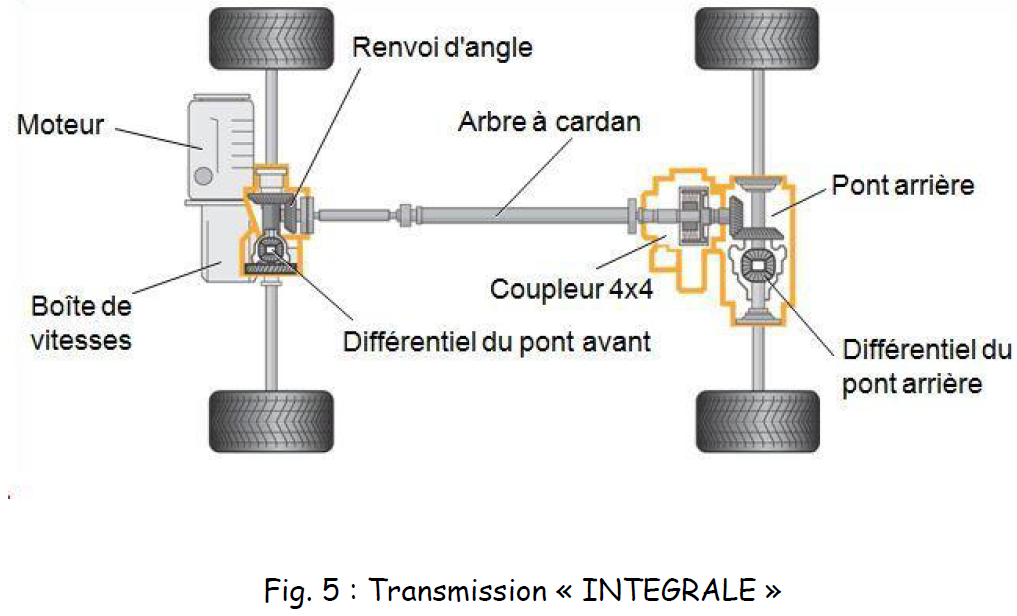 Renvoi d'angle
Moteur
Arbre à cardan
Pont arrière
Coupleur 4x4
Boîte de
vitesses
Différentiel du pont avant
Différentiel du
pont arrière
Fig. 5 : Transmission « INTEGRALE »